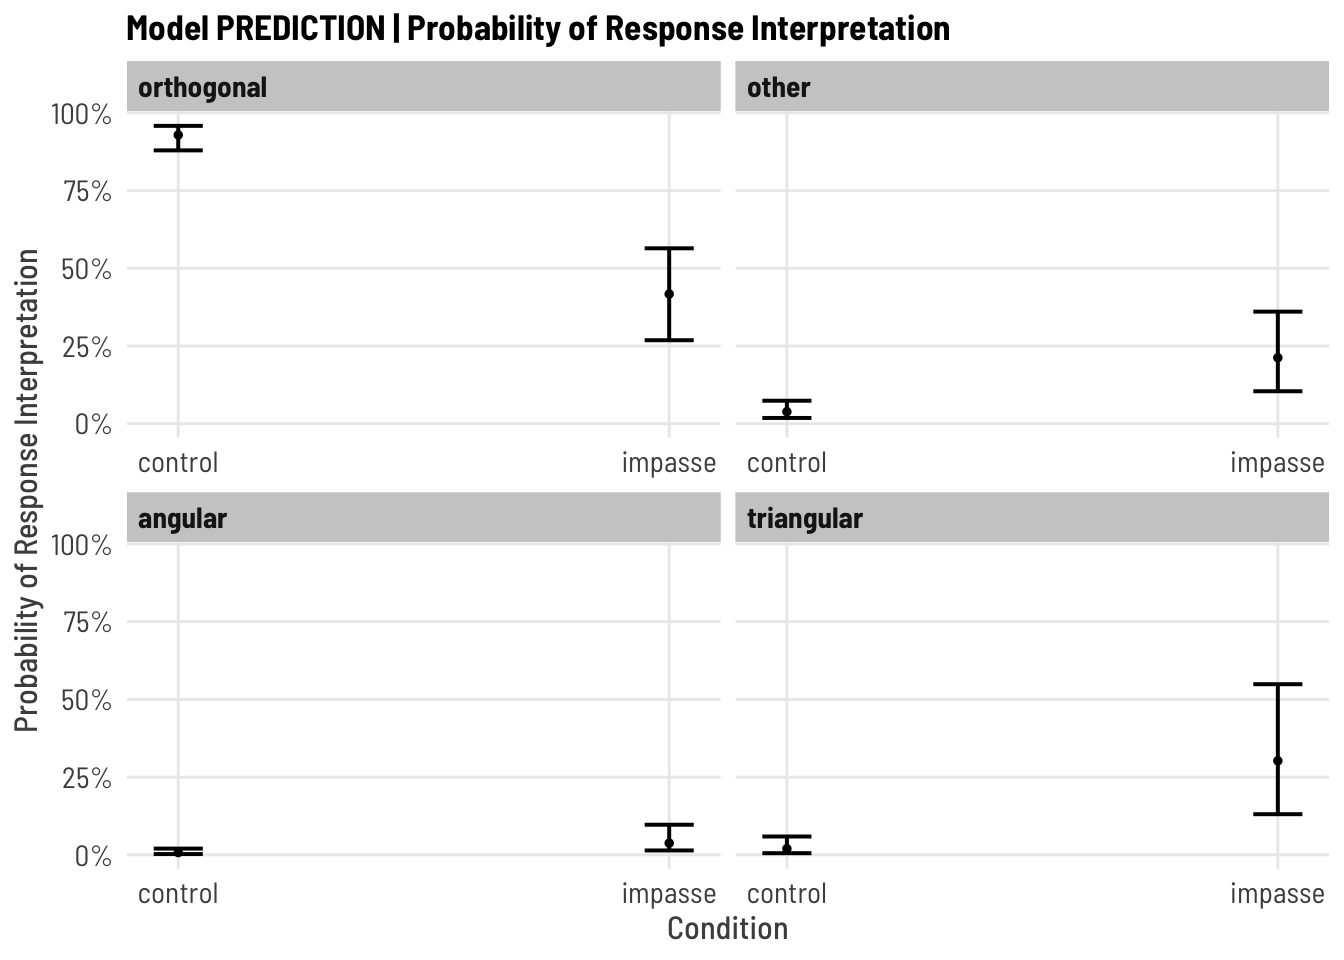 Model PREDICTION | Probability of Response Interpretation
orthogonal
other
100%
75%
50%
25%
0%
control
impasse
control
impasse
angular
triangular
100%
75%
50%
25%
0%
control
impasse
control
impasse
Probability of Response Interpretation
Condition